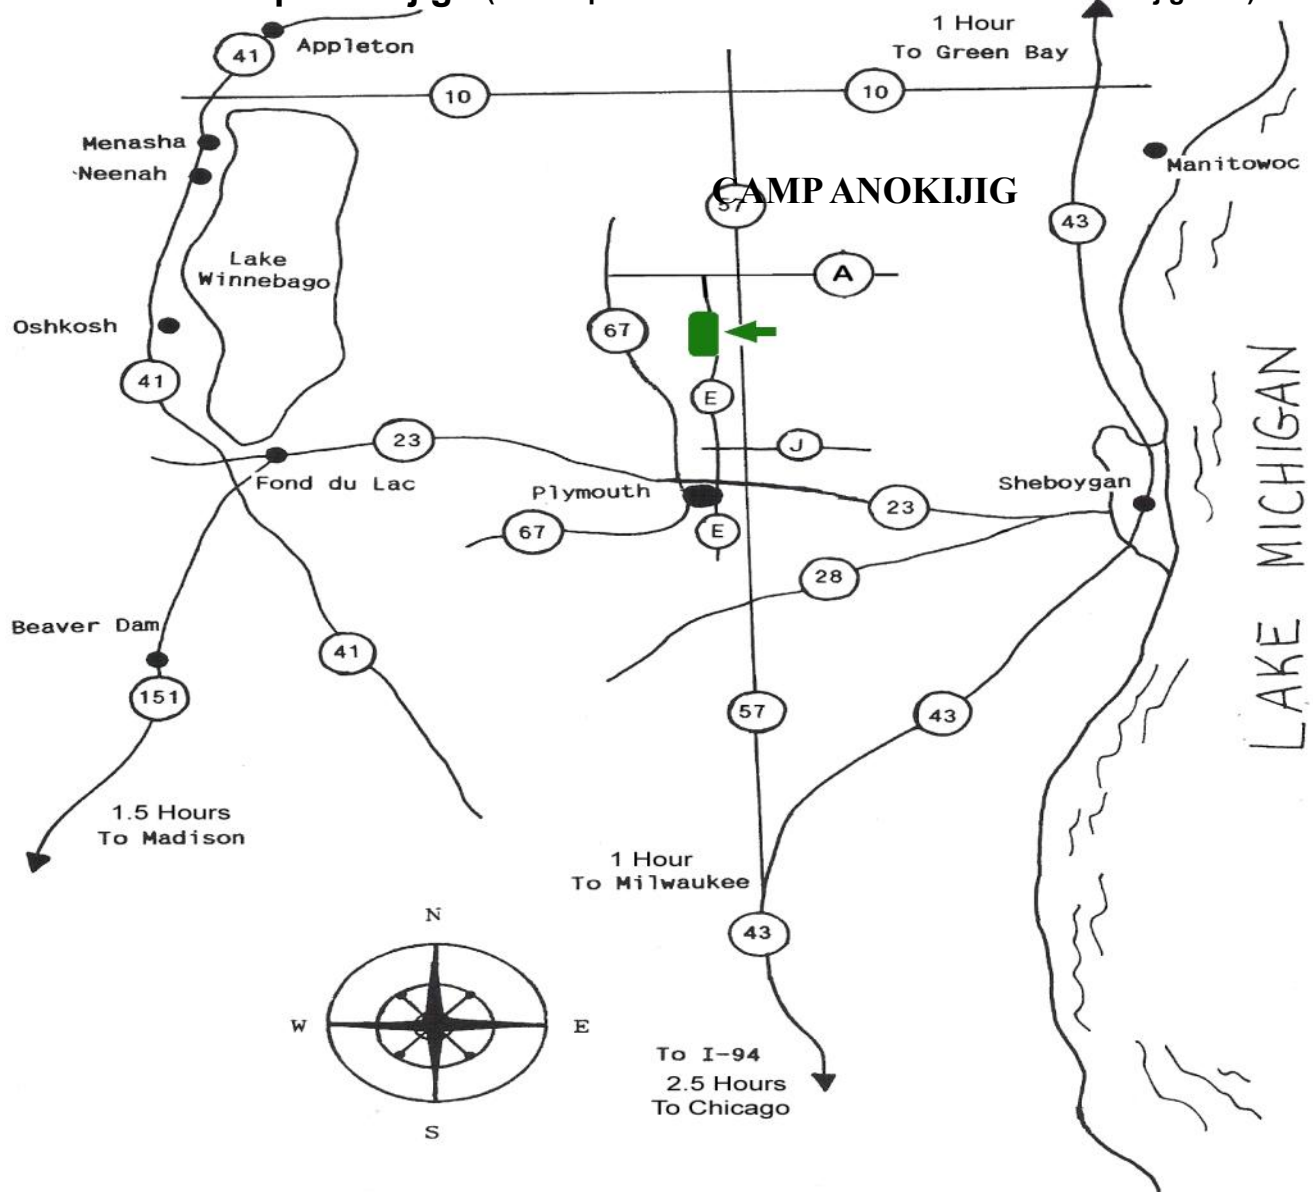 1 Hour
To Green Bay
Appleton
41
10
10
Menasha
Neenah
Manitowoc
CAMP ANOKIJIG
57
43
Lake
Winnebago
A
Oshkosh
67
41
E
LAKE MICHIGAN
23
J
Fond du Lac
Plymouth
Sheboygan
23
67
E
28
Beaver Dam
41
151
57
43
1.5 Hours
To Madison
1 Hour
To Milwaukee
43
N
W
E
S
To I-94
2.5 Hours
To Chicago